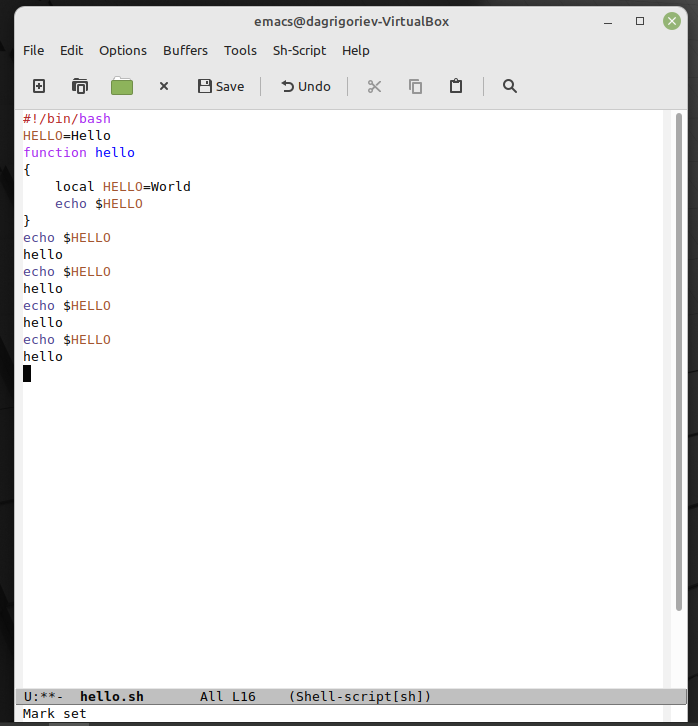 emacs@dagrigoriev-VirtualBox
File Edit Options Buffers Tools Sh-Script Help
Save Undo
#!/bin/bash
HELLO=Hello
function hello
{
    local HELLO=World
    echo $HELLO
}
echo $HELLO
hello
echo $HELLO
hello
echo $HELLO
hello
echo $HELLO
hello
U:**-  hello.sh       All L16    (Shell-script[sh])
Mark set